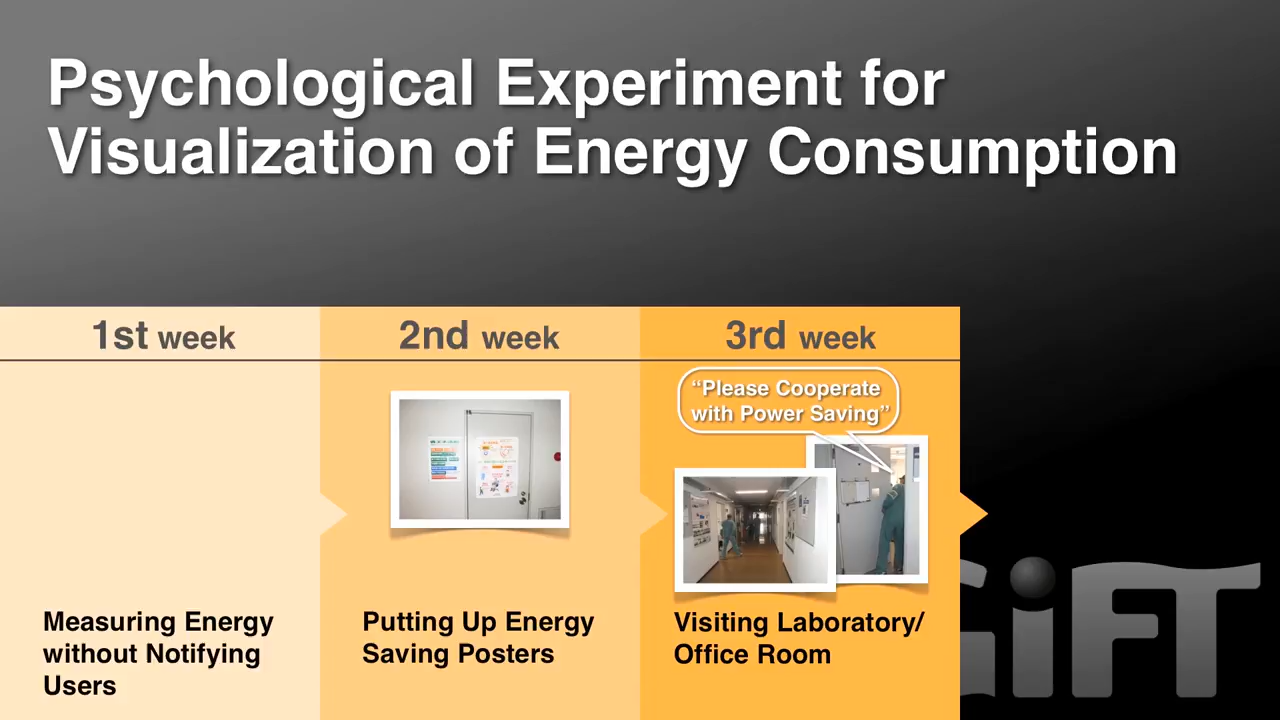 Psychological Experiment for
Visualization of Energy Consumption
1st week
2nd week
3rd week
“Please Cooperate
with Power Saving”
Measuring Energy
without Notifying
Users
Putting Up Energy
Saving Posters
Visiting Laboratory/
Office Room
GiFT